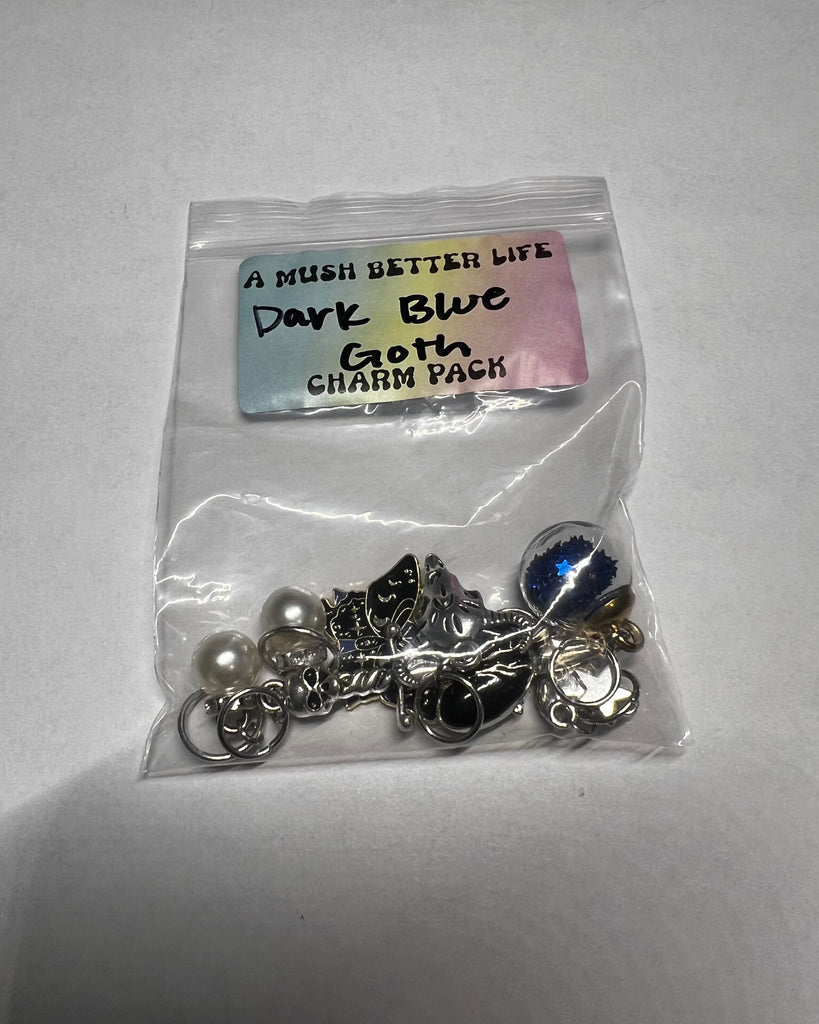 A MUSH BETTER LIFE
Dark Blue
Goth
CHARM PACK